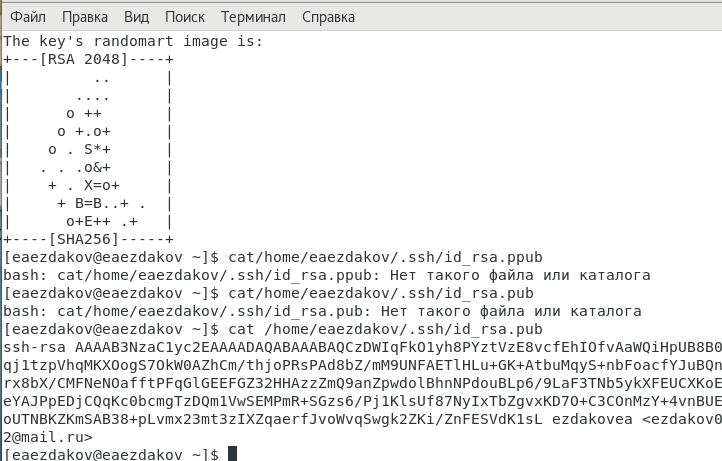 Файл Правка Вид Поиск Терминал Справка
The key's randomart image is:
+---[RSA 2048]----+
|          ..      |
|        ....      |
|       o ++       |
|      o +.o+      |
|     o . S*+      |
|    . . .o&+      |
|     + . X=o+     |
|      + B=B..+ .  |
|       o+E++ .+   |
+----[SHA256]-----+
[eaezdakov@eaezdakov ~]$ cat/home/eaezdakov/.ssh/id_rsa.ppub
bash: cat/home/eaezdakov/.ssh/id_rsa.ppub: Нет такого файла или каталога
[eaezdakov@eaezdakov ~]$ cat/home/eaezdakov/.ssh/id_rsa.pub
bash: cat/home/eaezdakov/.ssh/id_rsa.pub: Нет такого файла или каталога
[eaezdakov@eaezdakov ~]$ cat /home/eaezdakov/.ssh/id_rsa.pub
ssh-rsa AAAAB3NzaC1yc2EAAAADAQABAAABAQCzDWIqFkO1yh8PYztVzE8vcfEhIOfvAaWQiHpUB8B0
qj1tzpVhqMKXOogS7OkW0AZhCm/thjoPRsPAd8bZ/mM9UNFAETlHLu+GK+AtbuMqyS+nbFoacfYJuBQn
rx8bX/CMFNeNOafftPFqGlGEEFGZ32HHAzzZmQ9anZpwdolBhnNPdouBLp6/9LaF3TNb5ykXFEUCXKoE
eYAJPpEDjCQqKc0bcmgTzDQm1VwSEMPmR+SGzs6/Pj1KlsUf87NyIxTbZgvxKD7O+C3COnMzY+4vnBUE
oUTNBKZKmSAB38+pLvmx23mt3zIXZqaerfJvoWvqSwgk2ZKi/ZnFESVdK1sL ezdakovea <ezdakov0
2@mail.ru>
[eaezdakov@eaezdakov ~]$